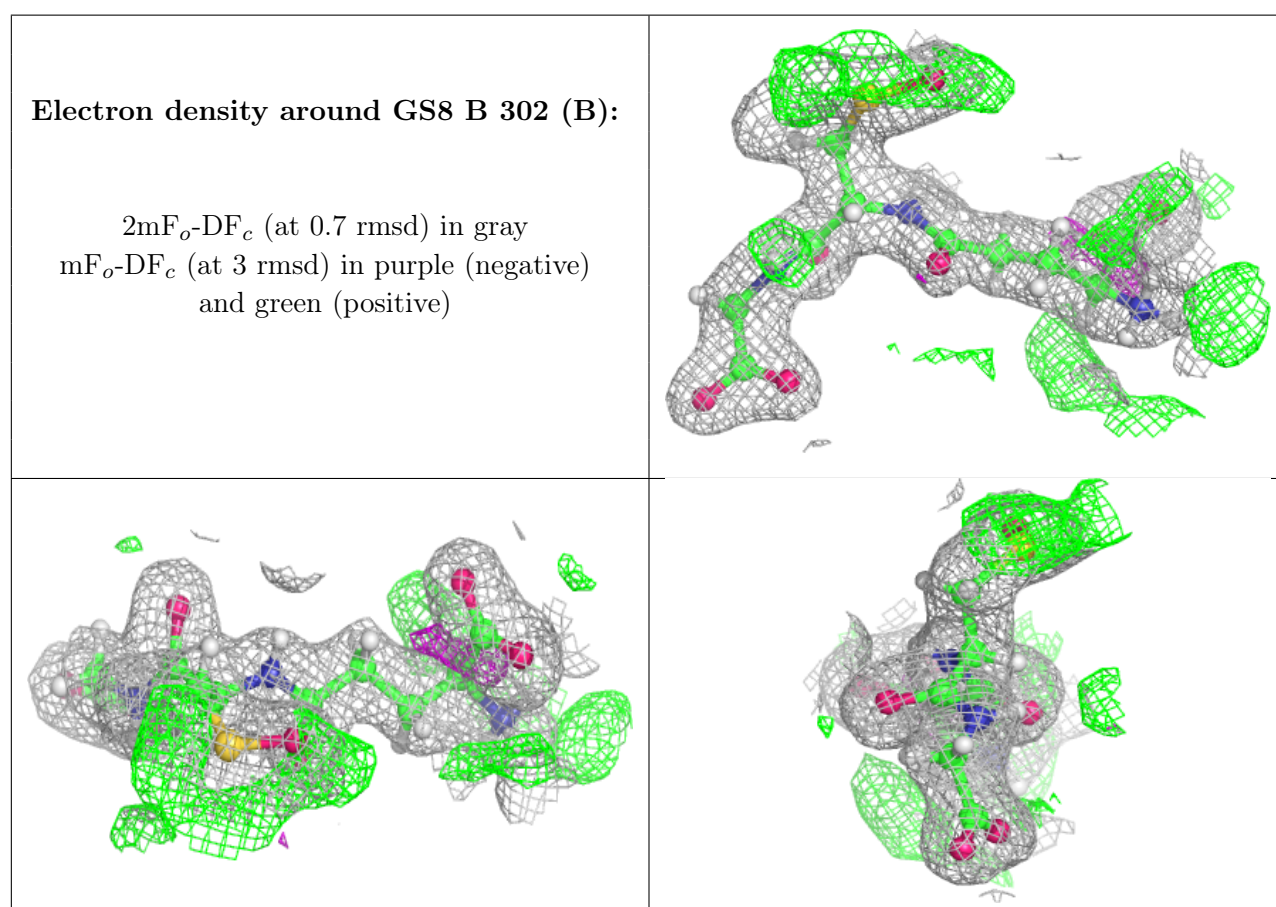 Electron density around GS8 B 302 (B):
2mFo-DFc (at 0.7 rmsd) in gray
mFo-DFc (at 3 rmsd) in purple (negative)
and green (positive)